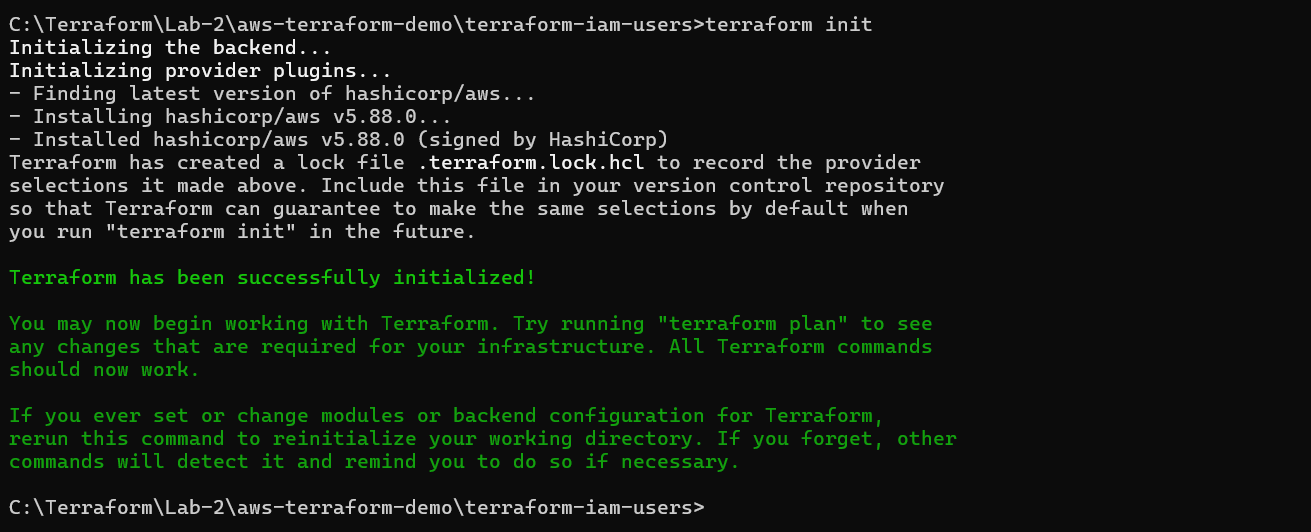 C:\Terraform\Lab-2\aws-terraform-demo\terraform-iam-users>terraform init
Initializing the backend...
Initializing provider plugins...
- Finding latest version of hashicorp/aws...
- Installing hashicorp/aws v5.88.0...
- Installed hashicorp/aws v5.88.0 (signed by HashiCorp)
Terraform has created a lock file .terraform.lock.hcl to record the provider
selections it made above. Include this file in your version control repository
so that Terraform can guarantee to make the same selections by default when
you run "terraform init" in the future.
Terraform has been successfully initialized!
You may now begin working with Terraform. Try running "terraform plan" to see
any changes that are required for your infrastructure. All Terraform commands
should now work.
If you ever set or change modules or backend configuration for Terraform,
rerun this command to reinitialize your working directory. If you forget, other
commands will detect it and remind you to do so if necessary.
C:\Terraform\Lab-2\aws-terraform-demo\terraform-iam-users>